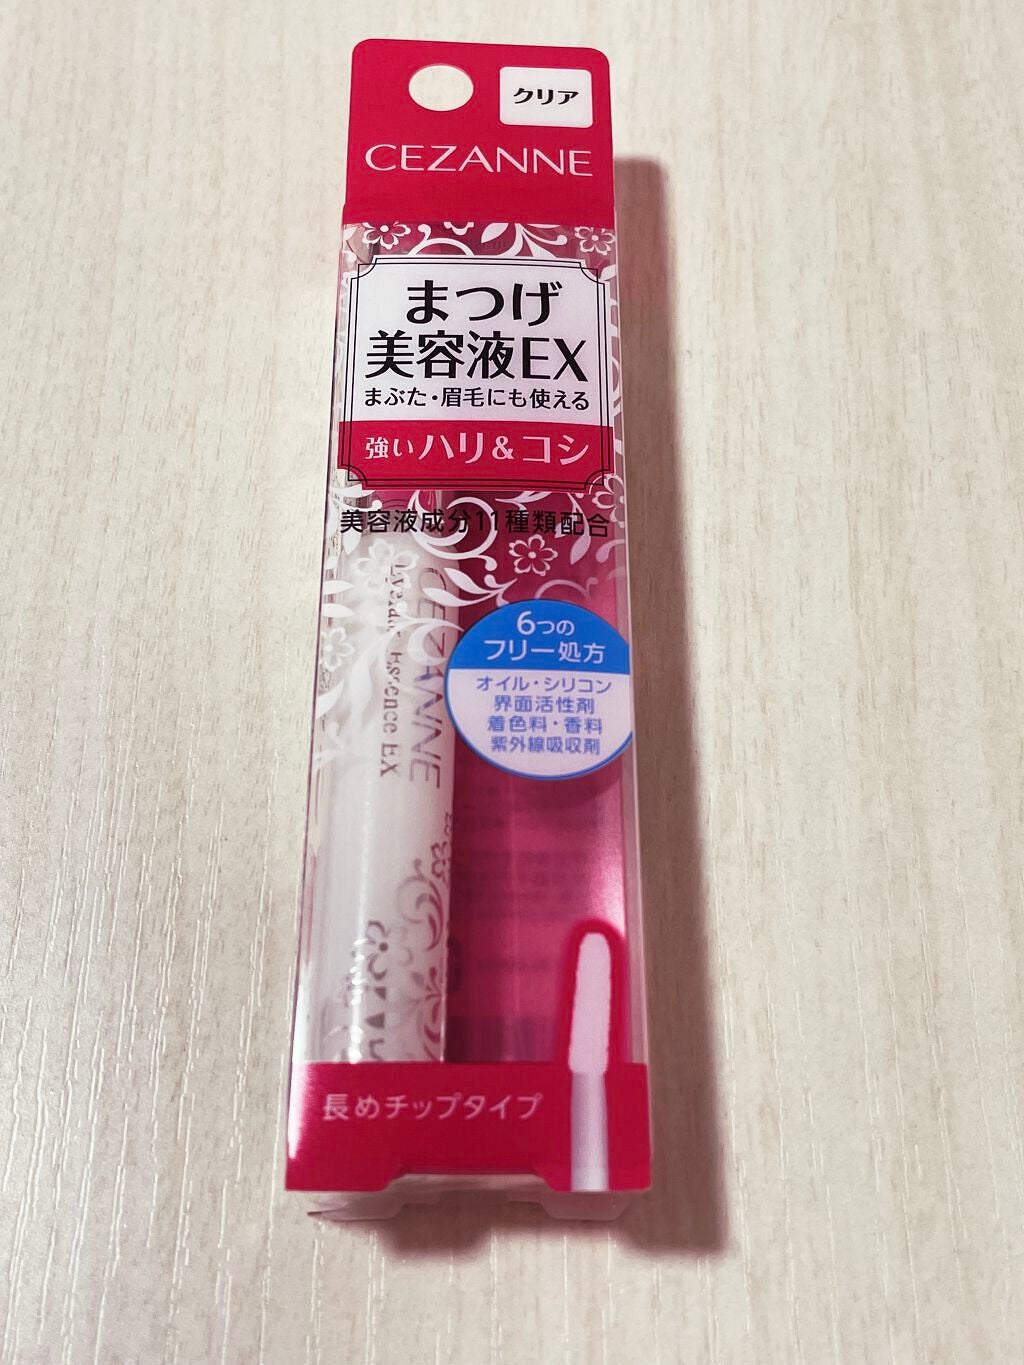 クリア
CEZANNE
まつげ
美容液EX
まぶた・眉毛にも使える
強いハリ&コシ
美容液成分11種類配合
CEZANNE
Essence EX
6つの
フリー処方
オイル・シリコン
界面活性剤
着色料・香料
紫外線吸収剤
長めチップタイプ